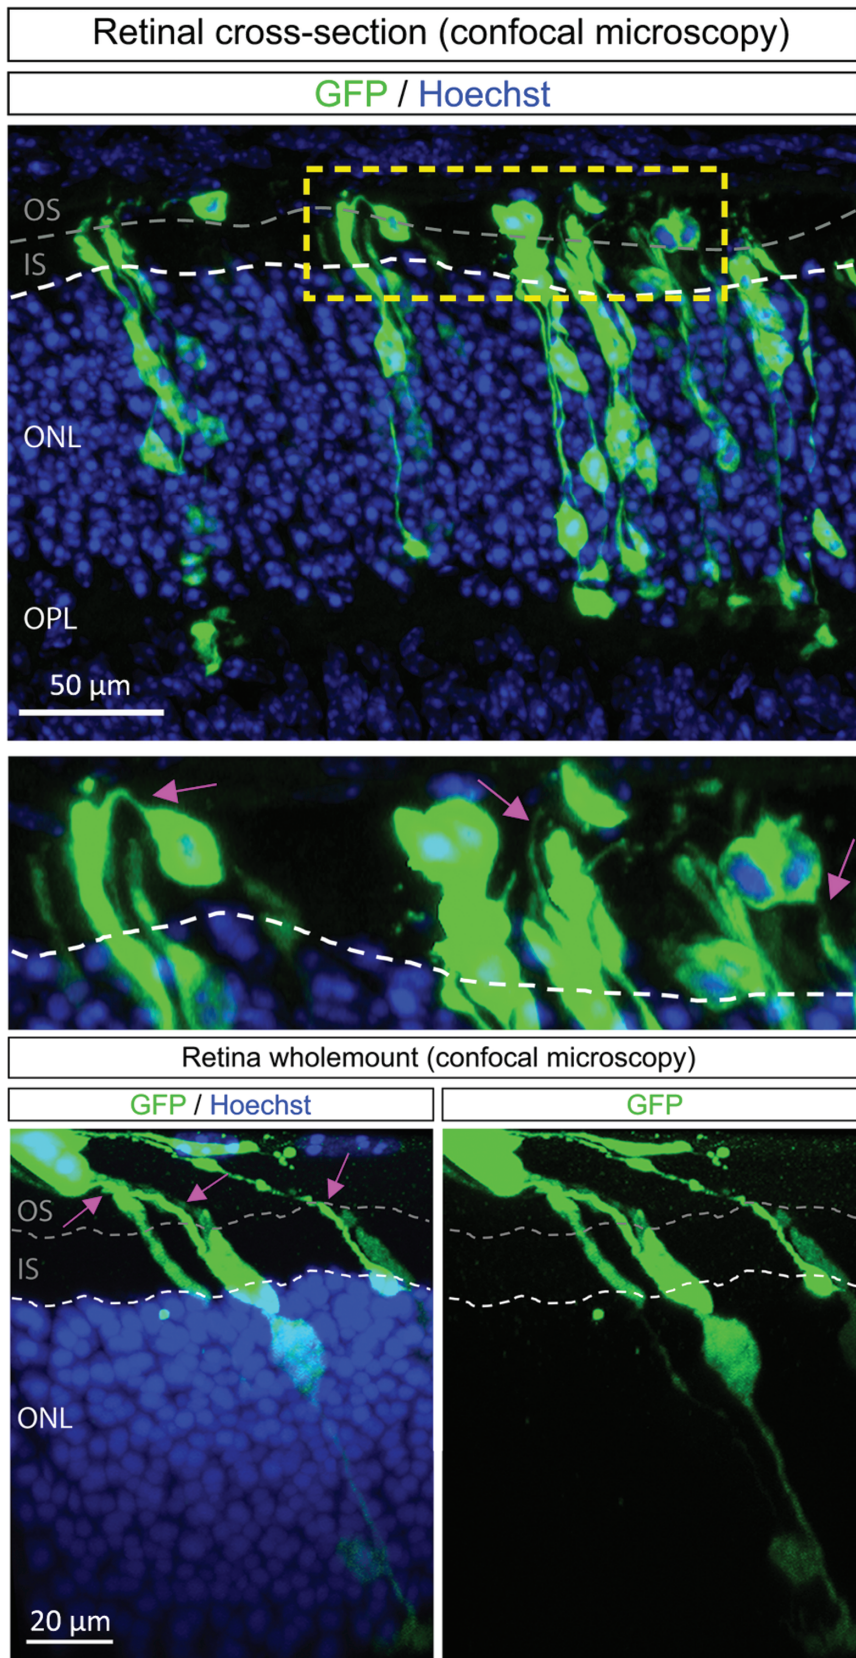 Retinal cross-section (confocal microscopy)
GFP / Hoechst
OS
IS
ONL
OPL
50 µm
Retina wholemount (confocal microscopy)
GFP / Hoechst
GFP
OS
IS
ONL
20 µm